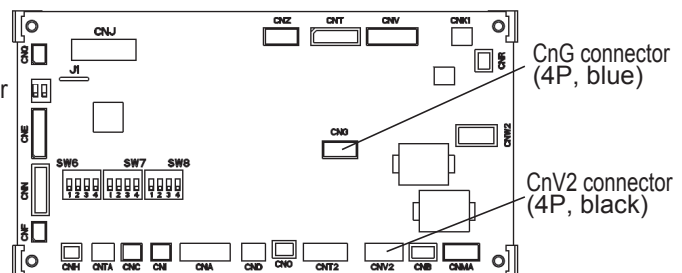 CNZ CNT CNV CNK1
CNQ CNJ CNR
J1
CnG connector
(4P, blue)
r
CNE CNG CNW2
SW6 SW7 SW8
1 2 3 4 1 2 3 4 1 2 3 4
CNN
CnV2 connector
(4P, black)
CNF
CNH CNTA CNC CNI CNA CND CNO CNT2 CNV2 CNB CNMA